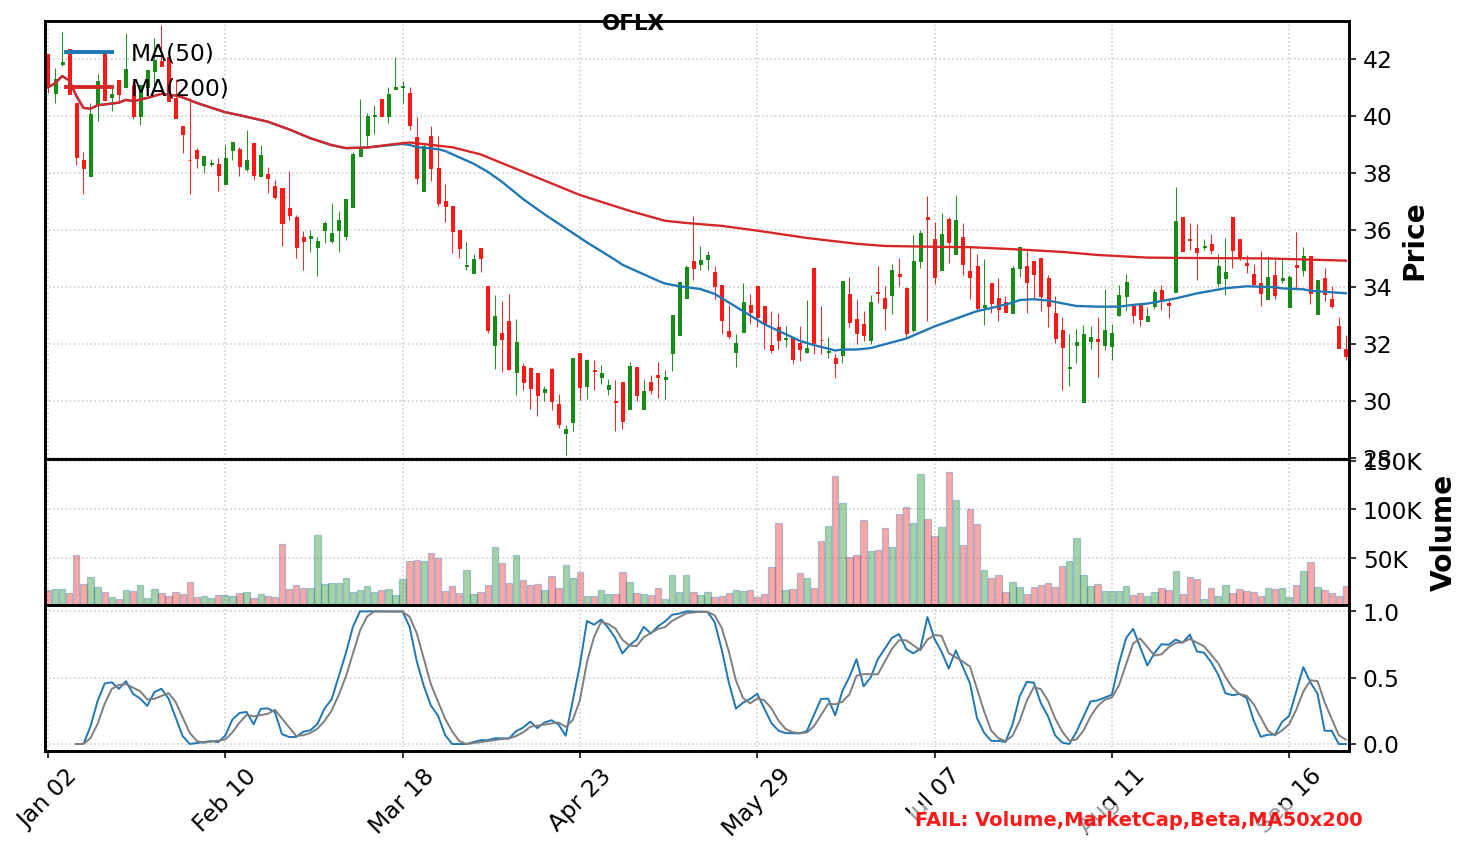 OFLX
MA(50)
MA(200)
42
40
38
36
34
32
30
28
Price
150K
100K
50K
Volume
1.0
0.5
0.0
Jan 02
Feb 10
Mar 18
Apr 23
May 29
Jul 07
Aug 11
Sep 16
FAIL: Volume,MarketCap,Beta,MA50x200